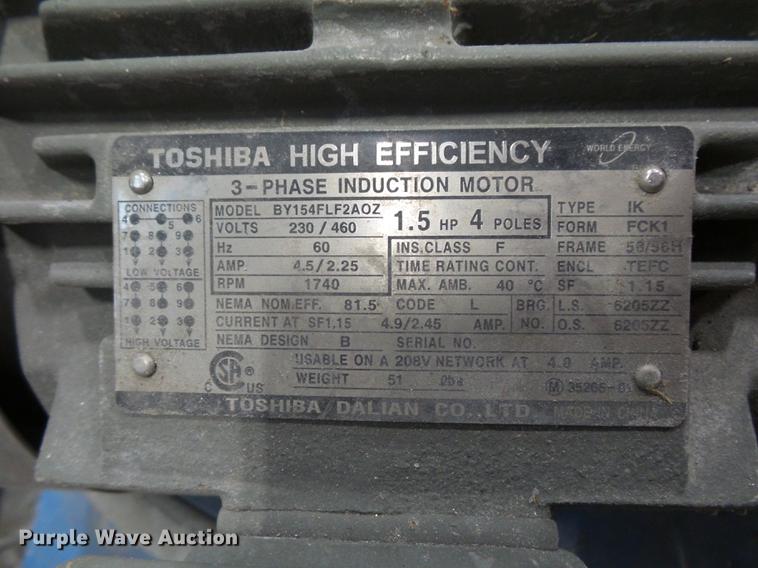 TOSHIBA HIGH EFFICIENCY
WORLD ENERGY
3-PHASE INDUCTION MOTOR
CONNECTIONS
4 6
5
7 8 9
1 2 3
LOW VOLTAGE
4 5 6
7 8 9
1 2 3
HIGH VOLTAGE
MODEL BY154FLF2AOZ
VOLTS 230/460
Hz 60
AMP. 4.5/2.25
RPM 1740
1.5 HP 4 POLES
INS.CLASS F
TIME RATING CONT.
MAX. AMB. 40 °C
TYPE IK
FORM FCK1
FRAME 56/56H
ENCL TEFC
SF 1.15
NEMA NOM.EFF. 81.5 CODE L BRG. L.S. 6205ZZ
CURRENT AT SF1.15 4.9/2.45 AMP. NO. O.S. 6205ZZ
NEMA DESIGN B SERIAL NO.
USABLE ON A 208V NETWORK AT AMP.
WEIGHT 51 lbs
C SA ® US
TOSHIBA DALIAN CO., LTD. MADE IN CHINA
Purple Wave Auction